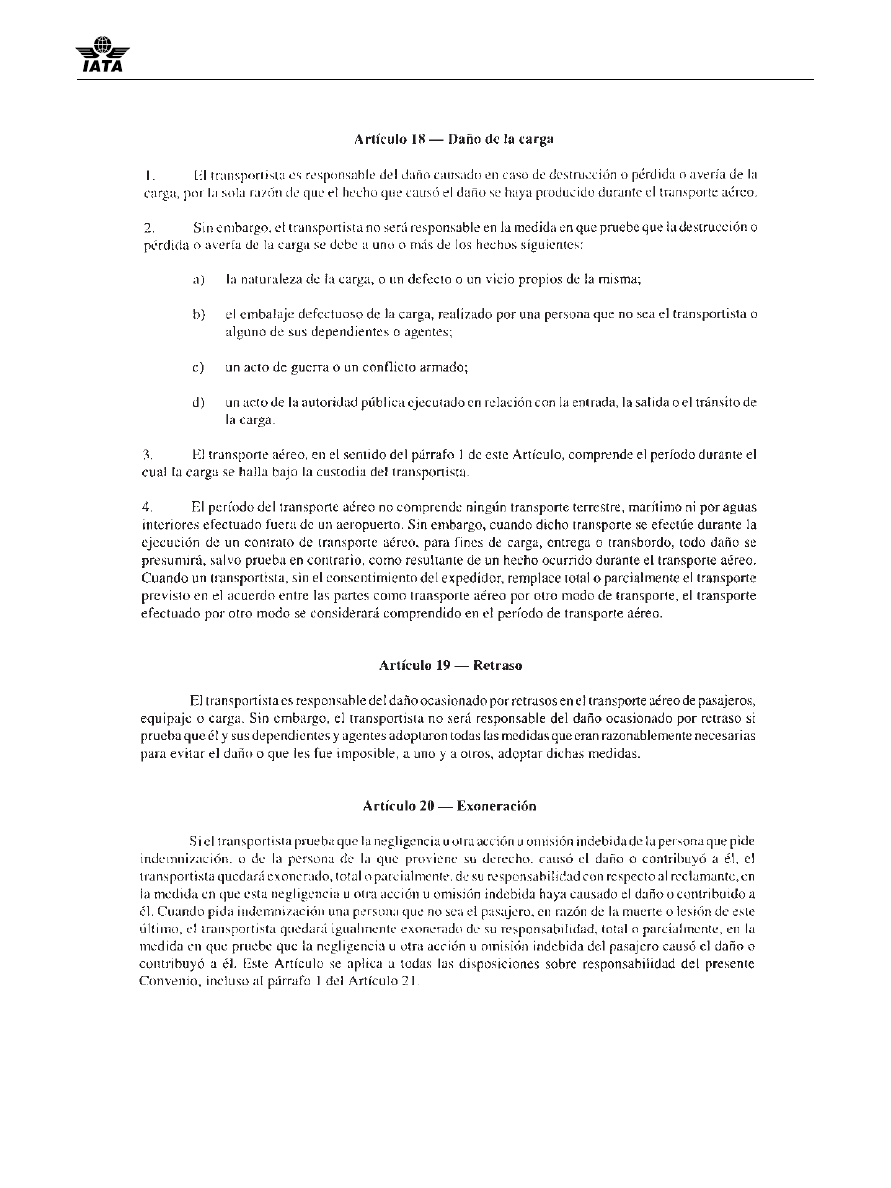 IATA
Artículo 18 — Daño de la carga
1. El transportista es responsable del daño causado en caso de destrucción o pérdida o avería de la
carga, por la sola razón de que el hecho que causó el daño se haya producido durante el transporte aéreo.
2. Sin embargo, el transportista no será responsable en la medida en que pruebe que la destrucción o
pérdida o avería de la carga se debe a uno o más de los hechos siguientes:
a) la naturaleza de la carga, o un defecto o un vicio propios de la misma;
b) el embalaje defectuoso de la carga, realizado por una persona que no sea el transportista o
alguno de sus dependientes o agentes;
c) un acto de guerra o un conflicto armado;
d) un acto de la autoridad pública ejecutado en relación con la entrada, la salida o el tránsito de
la carga.
3. El transporte aéreo, en el sentido del párrafo 1 de este Artículo, comprende el período durante el
cual la carga se halla bajo la custodia del transportista.
4. El período del transporte aéreo no comprende ningún transporte terrestre, marítimo ni por aguas
interiores efectuado fuera de un aeropuerto. Sin embargo, cuando dicho transporte se efectúe durante la
ejecución de un contrato de transporte aéreo, para fines de carga, entrega o transbordo, todo daño se
presumirá, salvo prueba en contrario, como resultante de un hecho ocurrido durante el transporte aéreo.
Cuando un transportista, sin el consentimiento del expedidor, remplace total o parcialmente el transporte
previsto en el acuerdo entre las partes como transporte aéreo por otro modo de transporte, el transporte
efectuado por otro modo se considerará comprendido en el período de transporte aéreo.
Artículo 19 — Retraso
El transportista es responsable del daño ocasionado por retrasos en el transporte aéreo de pasajeros,
equipaje o carga. Sin embargo, el transportista no será responsable del daño ocasionado por retraso si
prueba que él y sus dependientes y agentes adoptaron todas las medidas que eran razonablemente necesarias
para evitar el daño o que les fue imposible, a uno y a otros, adoptar dichas medidas.
Artículo 20 — Exoneración
Si el transportista prueba que la negligencia u otra acción u omisión indebida de la persona que pide
indemnización, o de la persona de la que proviene su derecho, causó el daño o contribuyó a él, el
transportista quedará exonerado, total o parcialmente, de su responsabilidad con respecto al reclamante, en
la medida en que esta negligencia u otra acción u omisión indebida haya causado el daño o contribuido a
él. Cuando pida indemnización una persona que no sea el pasajero, en razón de la muerte o lesión de este
último, el transportista quedará igualmente exonerado de su responsabilidad, total o parcialmente, en la
medida en que pruebe que la negligencia u otra acción u omisión indebida del pasajero causó el daño o
contribuyó a él. Este Artículo se aplica a todas las disposiciones sobre responsabilidad del presente
Convenio, incluso al párrafo 1 del Artículo 21.